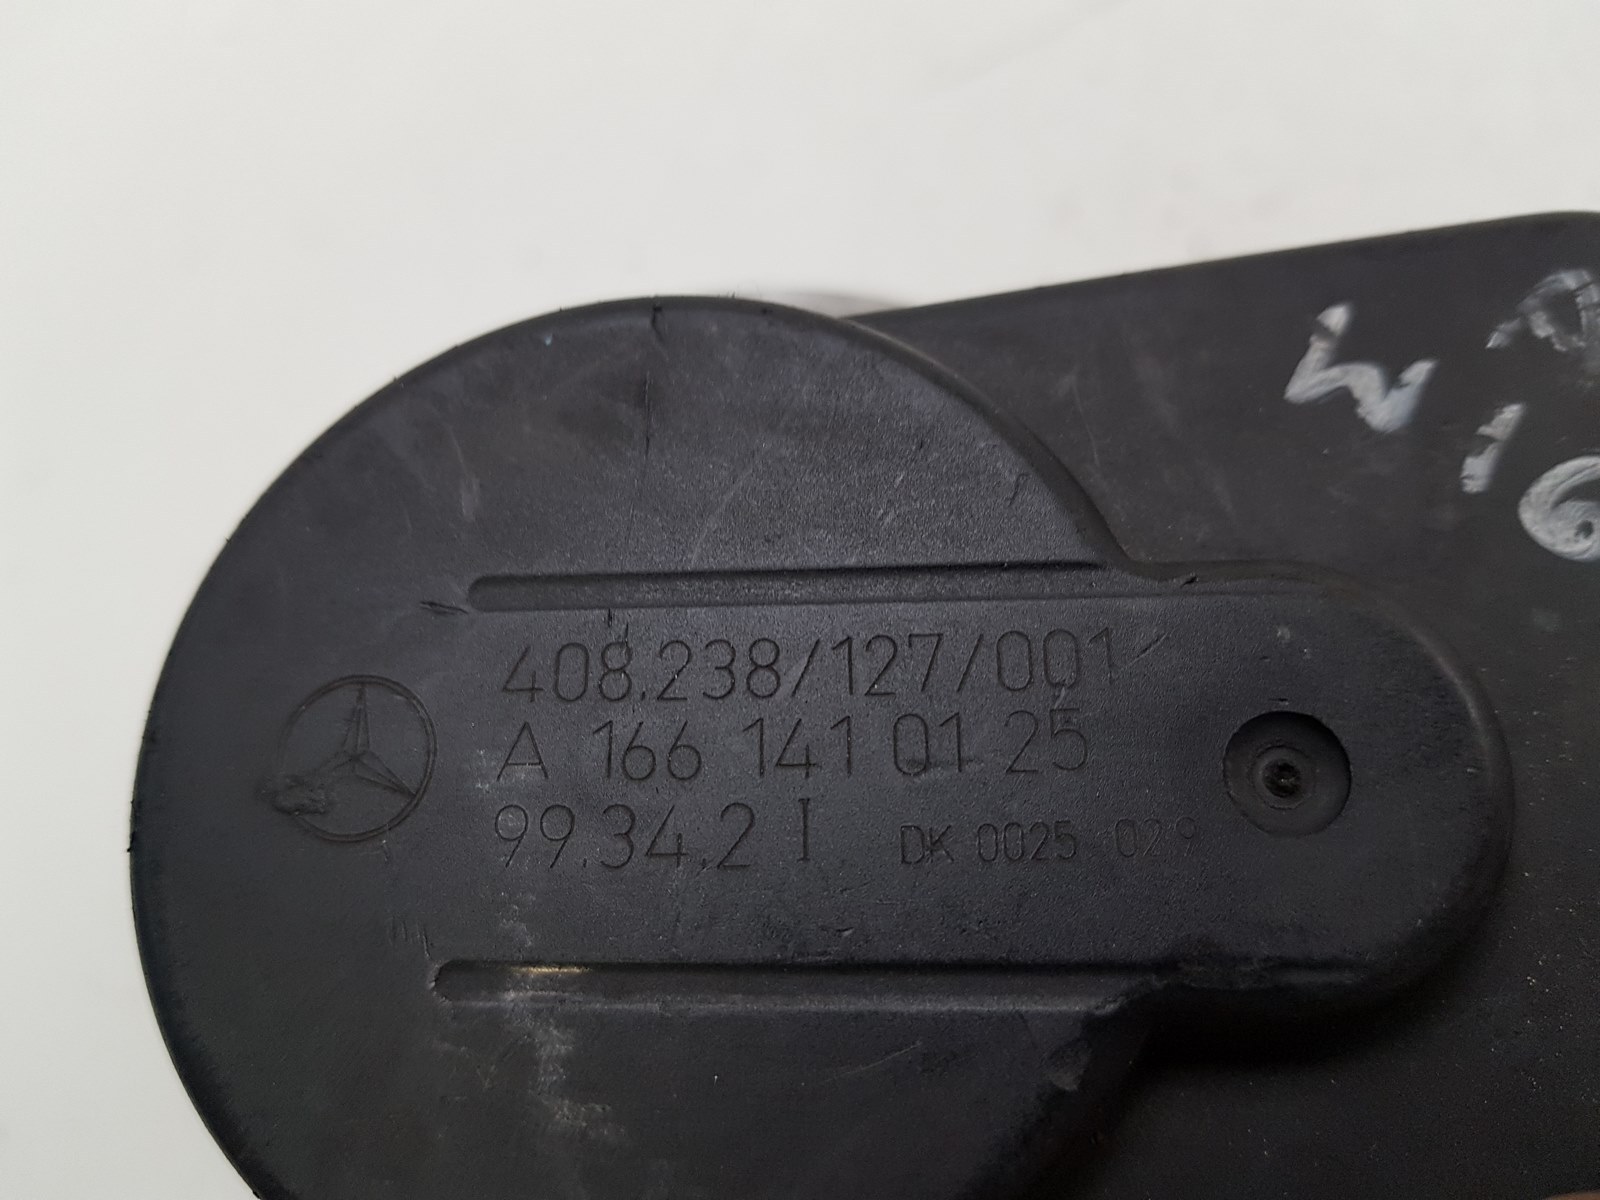 408.238/127/001
A 166 141 01 25
99.34.2 I DK 0025 029